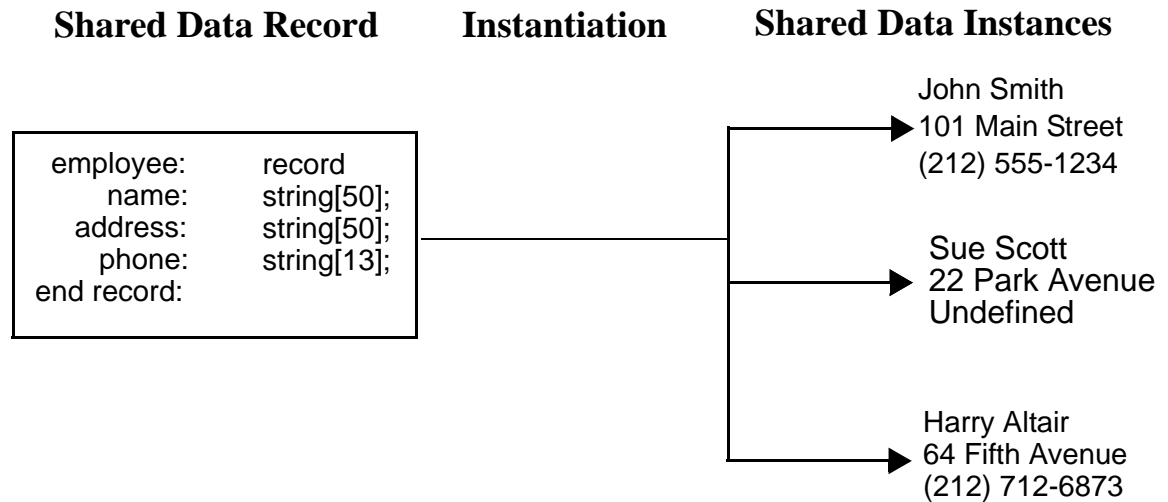 Shared Data Record Instantiation Shared Data Instances
employee: record
name: string[50];
address: string[50];
phone: string[13];
end record:
John Smith
101 Main Street
(212) 555-1234
Sue Scott
22 Park Avenue
Undefined
Harry Altair
64 Fifth Avenue
(212) 712-6873